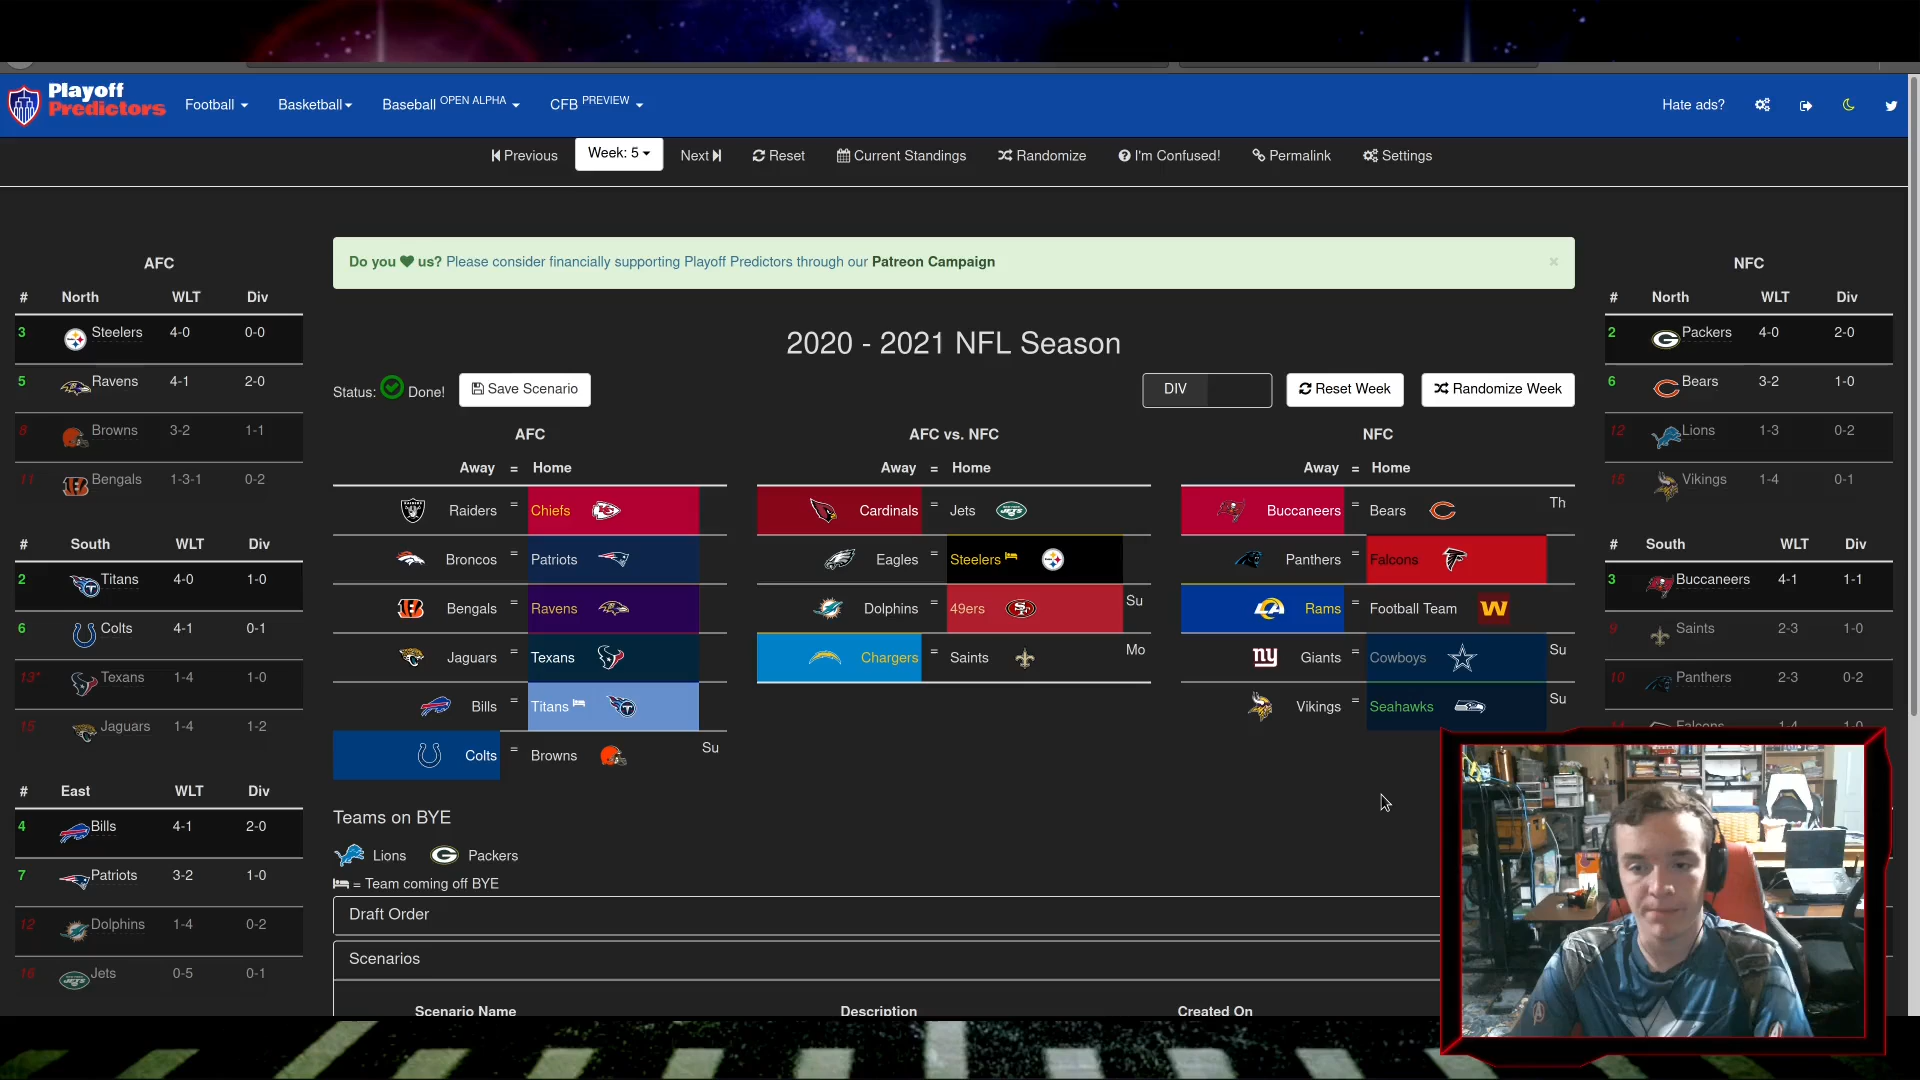 Playoff Predictors
Football
Basketball
Baseball OPEN ALPHA
CFB PREVIEW
Hate ads?
Previous
Week: 5
Next
Reset
Current Standings
Randomize
I'm Confused!
Permalink
Settings
AFC
# North WLT Div
3 Steelers 4-0 0-0
5 Ravens 4-1 2-0
8 Browns 3-2 1-1
11 Bengals 1-3-1 0-2
# South WLT Div
2 Titans 4-0 1-0
6 Colts 4-1 0-1
13* Texans 1-4 1-0
15 Jaguars 1-4 1-2
# East WLT Div
4 Bills 4-1 2-0
7 Patriots 3-2 1-0
12 Dolphins 1-4 0-2
16 Jets 0-5 0-1
Do you us? Please consider financially supporting Playoff Predictors through our Patreon Campaign ×
2020 - 2021 NFL Season
Status: Done! Save Scenario
DIV
Reset Week
Randomize Week
AFC
Away = Home
Raiders = Chiefs
Broncos = Patriots
Bengals = Ravens
Jaguars = Texans
Bills = Titans
Colts = Browns Su
AFC vs. NFC
Away = Home
Cardinals = Jets
Eagles = Steelers
Dolphins = 49ers Su
Chargers = Saints Mo
NFC
Away = Home
Buccaneers = Bears Th
Panthers = Falcons
Rams = Football Team
Giants = Cowboys Su
Vikings = Seahawks Su
Teams on BYE
Lions Packers
= Team coming off BYE
Draft Order
Scenarios
Scenario Name Description Created On
NFC
# North WLT Div
2 Packers 4-0 2-0
6 Bears 3-2 1-0
12 Lions 1-3 0-2
15 Vikings 1-4 0-1
# South WLT Div
3 Buccaneers 4-1 1-1
9 Saints 2-3 1-0
10 Panthers 2-3 0-2
Falcons 1-4 1-0